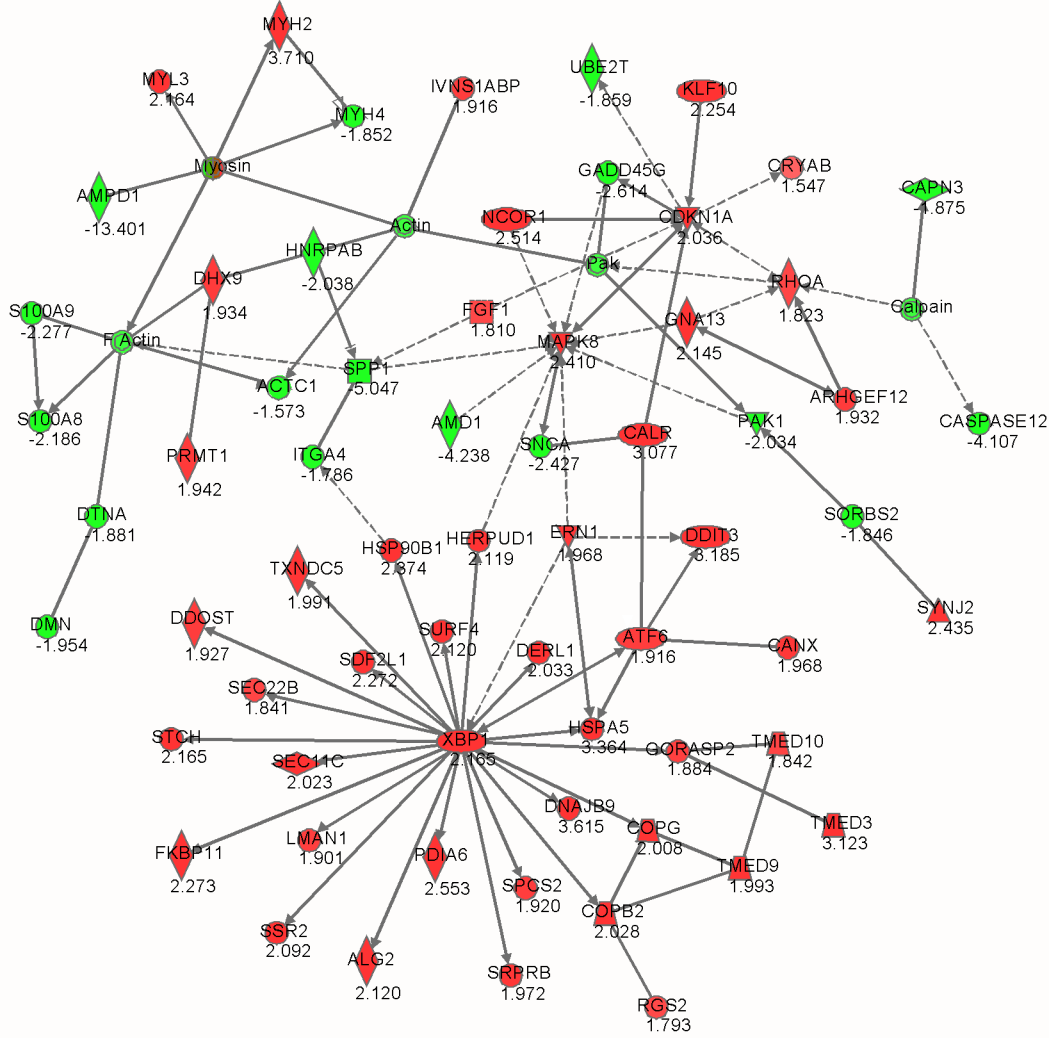 MYH2
3.710
MYL3
2.164
IVNS1ABP
1.916
UBE2T
-1.859
KLF10
2.254
MYH4
-1.852
Myosin
AMPD1
-13.401
GADD45G
-2.614
CRYAB
1.547
CAPN3
-1.875
NCOR1
2.514
CDKN1A
2.036
Actin
HNRPAB
-2.038
Pak
DHX9
1.934
RHOA
1.823
Calpain
S100A9
-2.277
FGF1
1.810
GNA13
2.145
F Actin
MAPK8
2.410
SPP1
-5.047
ACTC1
-1.573
ARHGEF12
1.932
S100A8
-2.186
AMD1
-4.238
PAK1
-2.034
CASPASE12
-4.107
SNCA
-2.427
CALR
3.077
PRMT1
1.942
ITGA4
-1.786
DTNA
-1.881
SORBS2
-1.846
HSP90B1
2.374
HERPUD1
2.119
ERN1
1.968
DDIT3
3.185
TXNDC5
1.991
SYNJ2
2.435
DMN
-1.954
DDOST
1.927
SURF4
2.120
ATF6
1.916
CANX
1.968
SDF2L1
2.272
DERL1
2.033
SEC22B
1.841
STCH
2.165
XBP1
2.165
HSPA5
3.364
GORASP2
1.884
TMED10
1.842
SEC11C
2.023
DNAJB9
3.615
COPG
2.008
TMED3
3.123
LMAN1
1.901
FKBP11
2.273
PDIA6
2.553
TMED9
1.993
SPCS2
1.920
COPB2
2.028
SSR2
2.092
ALG2
2.120
SRPRB
1.972
RGS2
1.793